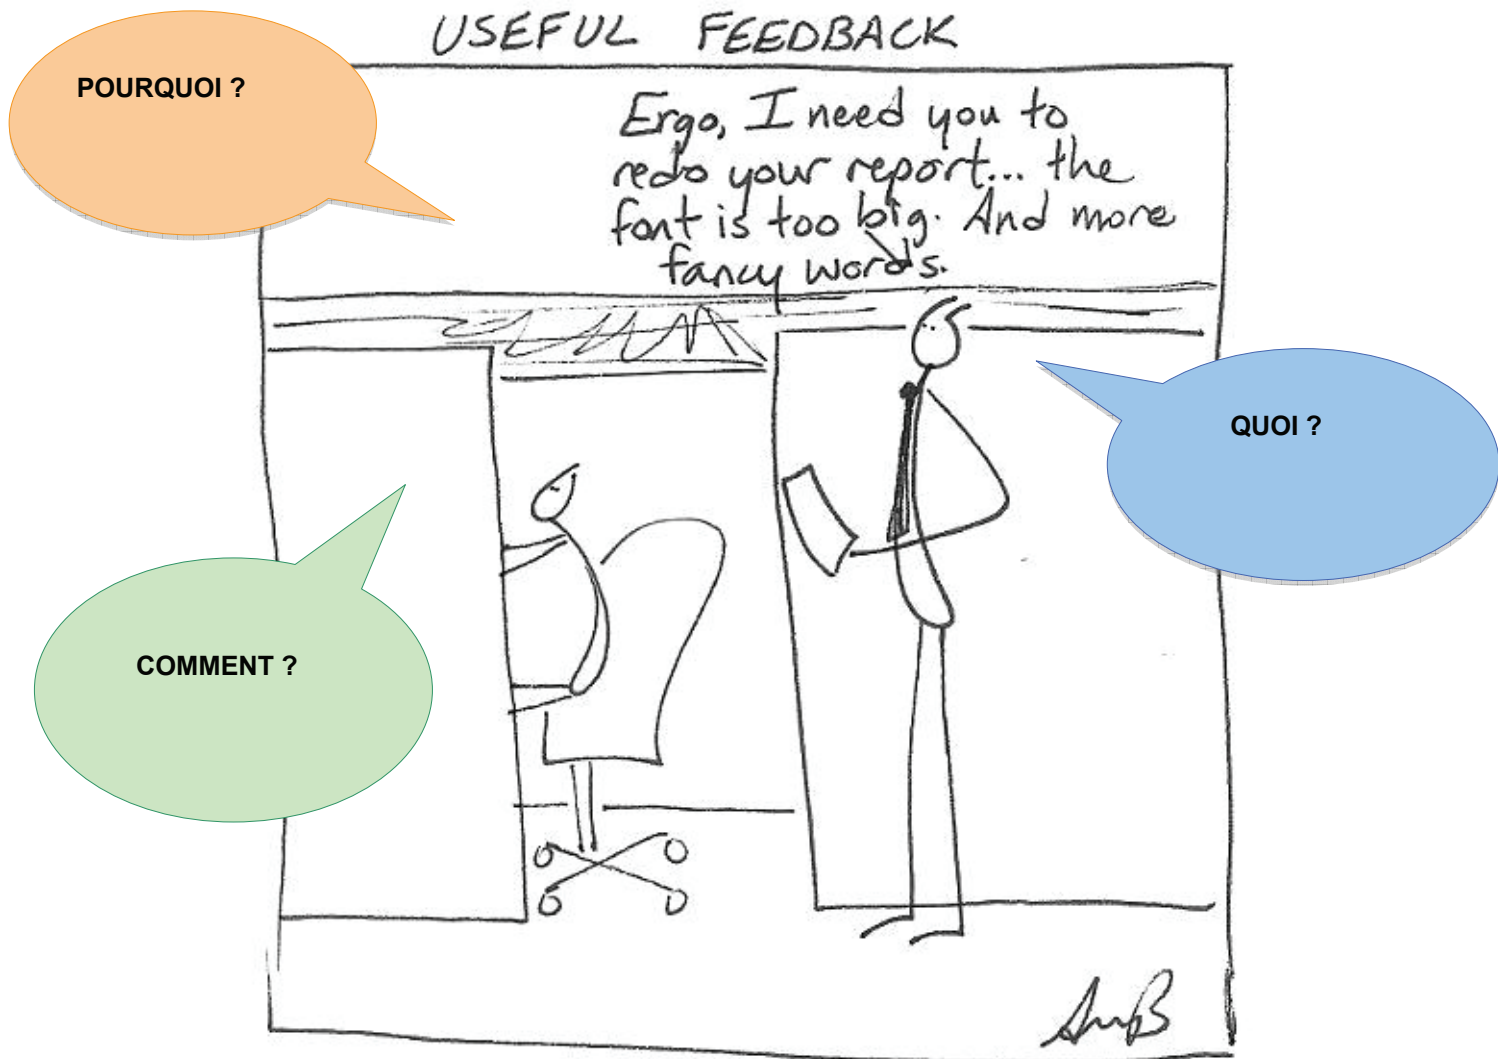 USEFUL FEEDBACK
POURQUOI ?
Ergo, I need you to
redo your report... the
font is too big. And more
fancy words.
QUOI ?
COMMENT ?